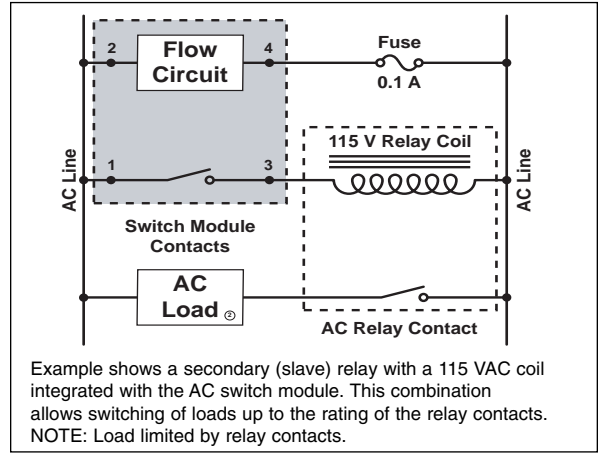 2
Flow
Circuit
4
Fuse
0.1 A
115 V Relay Coil
AC Line
1
3
AC Line
Switch Module
Contacts
AC
Load ②
AC Relay Contact
Example shows a secondary (slave) relay with a 115 VAC coil
integrated with the AC switch module. This combination
allows switching of loads up to the rating of the relay contacts.
NOTE: Load limited by relay contacts.